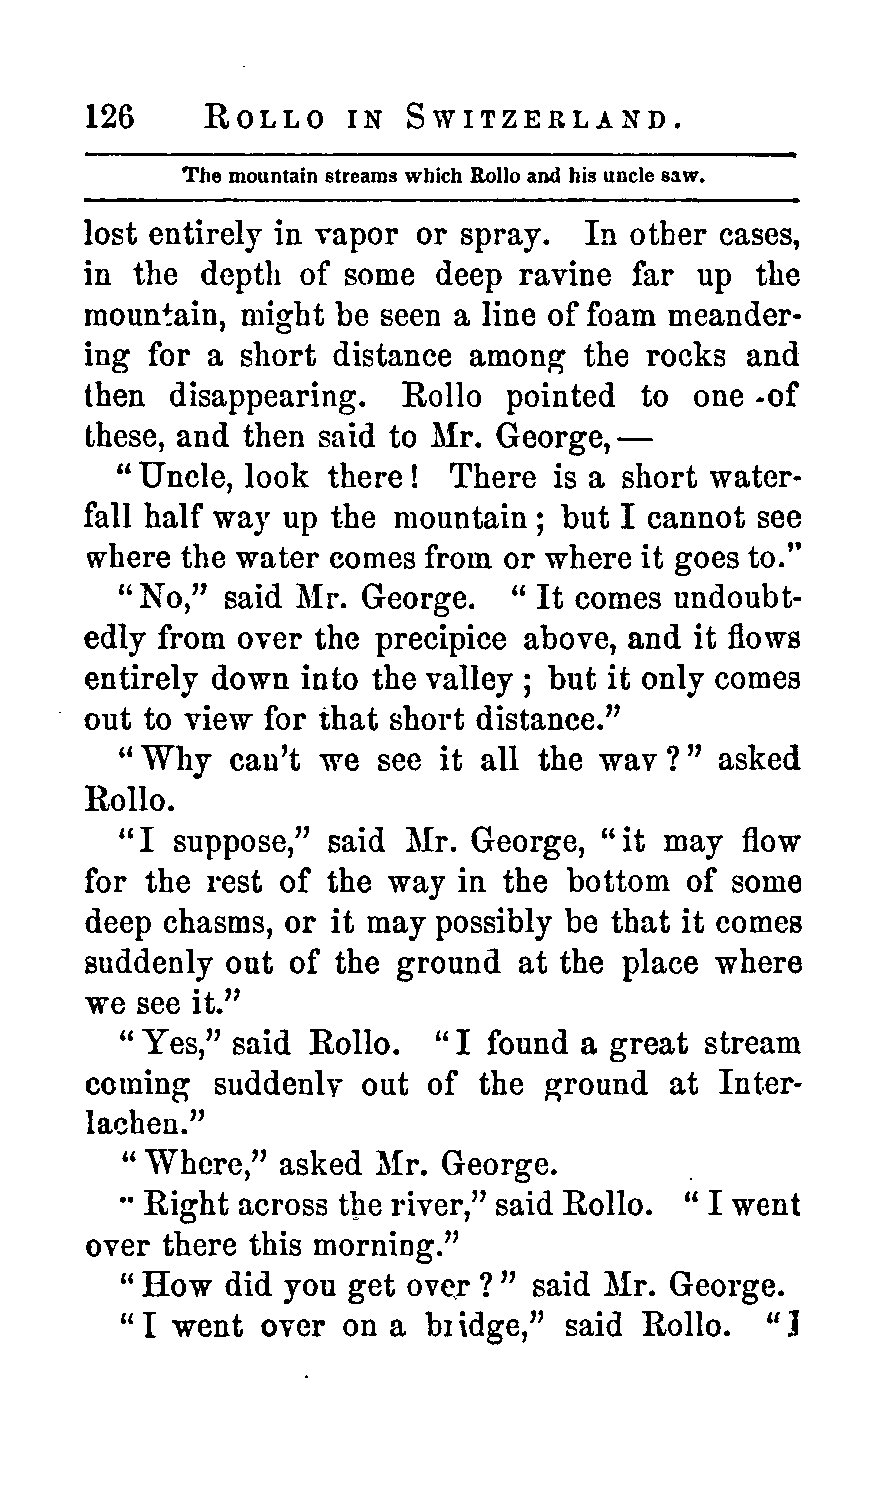 126 ROLLO IN SWITZERLAND.
The mountain streams which Rollo and his uncle saw.
lost entirely in vapor or spray. In other cases,
in the depth of some deep ravine far up the
mountain, might be seen a line of foam meander-
ing for a short distance among the rocks and
then disappearing. Rollo pointed to one of
these, and then said to Mr. George,—
“Uncle, look there! There is a short water-
fall half way up the mountain; but I cannot see
where the water comes from or where it goes to.”
“No,” said Mr. George. “It comes undoubt-
edly from over the precipice above, and it flows
entirely down into the valley; but it only comes
out to view for that short distance.”
“Why can’t we see it all the way?” asked
Rollo.
“I suppose,” said Mr. George, “it may flow
for the rest of the way in the bottom of some
deep chasms, or it may possibly be that it comes
suddenly out of the ground at the place where
we see it.”
“Yes,” said Rollo. “I found a great stream
coming suddenly out of the ground at Inter-
lachen.”
“Where,” asked Mr. George.
“Right across the river,” said Rollo. “I went
over there this morning.”
“How did you get over?” said Mr. George.
“I went over on a bridge,” said Rollo. “I